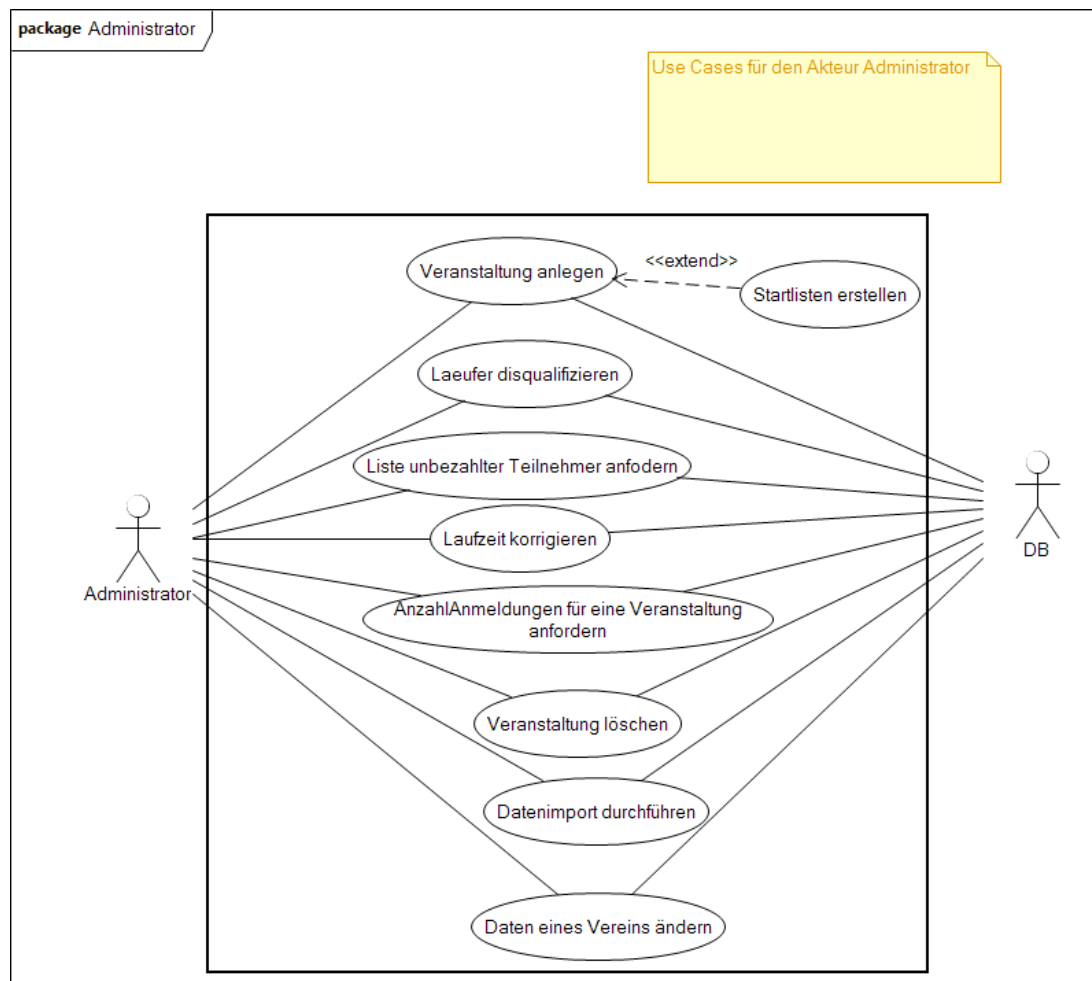 package Administrator
Use Cases für den Akteur Administrator
Veranstaltung anlegen
<<extend>>
Startlisten erstellen
Laeufer disqualifizieren
Liste unbezahlter Teilnehmer anfodern
Laufzeit korrigieren
Administrator
DB
AnzahlAnmeldungen für eine Veranstaltung
anfordern
Veranstaltung löschen
Datenimport durchführen
Daten eines Vereins ändern